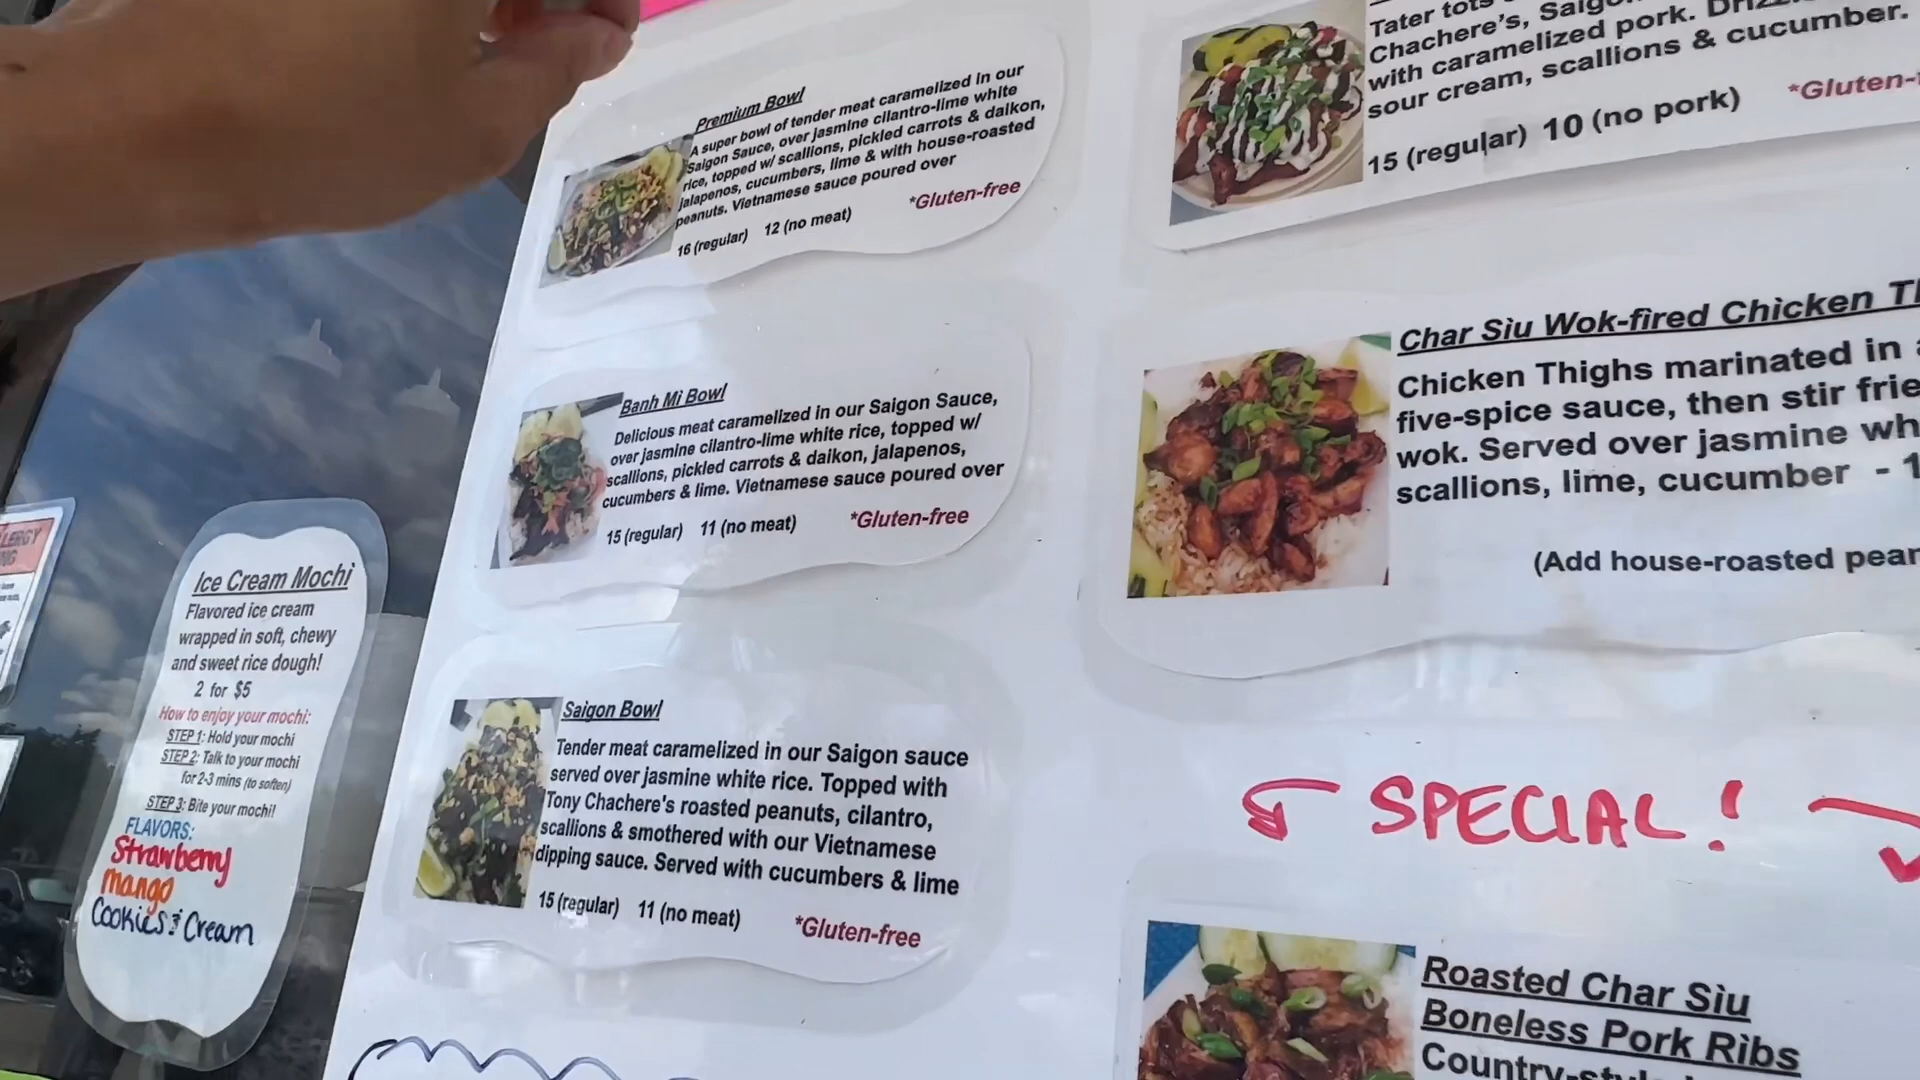 Premium Bowl
A super bowl of tender meat caramelized in our
Saigon Sauce, over jasmine cilantro-lime white
rice, topped w/ scallions, pickled carrots & daikon,
jalapenos, cucumbers, lime & with house-roasted
peanuts. Vietnamese sauce poured over
16 (regular) 12 (no meat) *Gluten-free
Banh Mì Bowl
Delicious meat caramelized in our Saigon Sauce,
over jasmine cilantro-lime white rice, topped w/
scallions, pickled carrots & daikon, jalapenos,
cucumbers & lime. Vietnamese sauce poured over
15 (regular) 11 (no meat) *Gluten-free
Saigon Bowl
Tender meat caramelized in our Saigon sauce
served over jasmine white rice. Topped with
Tony Chachere's roasted peanuts, cilantro,
scallions & smothered with our Vietnamese
dipping sauce. Served with cucumbers & lime
15 (regular) 11 (no meat) *Gluten-free
Tater tots
Chachere's,
with caramelized pork.
sour cream, scallions & cucumber.
15 (regular) 10 (no pork) *Gluten-
Char Sìu Wok-fìred Chicken
Chicken Thighs marinated in
five-spice sauce, then stir
wok. Served over jasmine
scallions, lime, cucumber - 1
(Add house-roasted
SPECIAL!
Roasted Char Sìu
Boneless Pork Rìbs
Ice Cream Mochì
Flavored ice cream
wrapped in soft, chewy
and sweet rice dough!
2 for $5
How to enjoy your mochi:
STEP 1: Hold your mochi
STEP 2: Talk to your mochi
for 2-3 mins (to soften)
STEP 3: Bite your mochi!
FLAVORS:
Strawberry
mango
Cookies & Cream